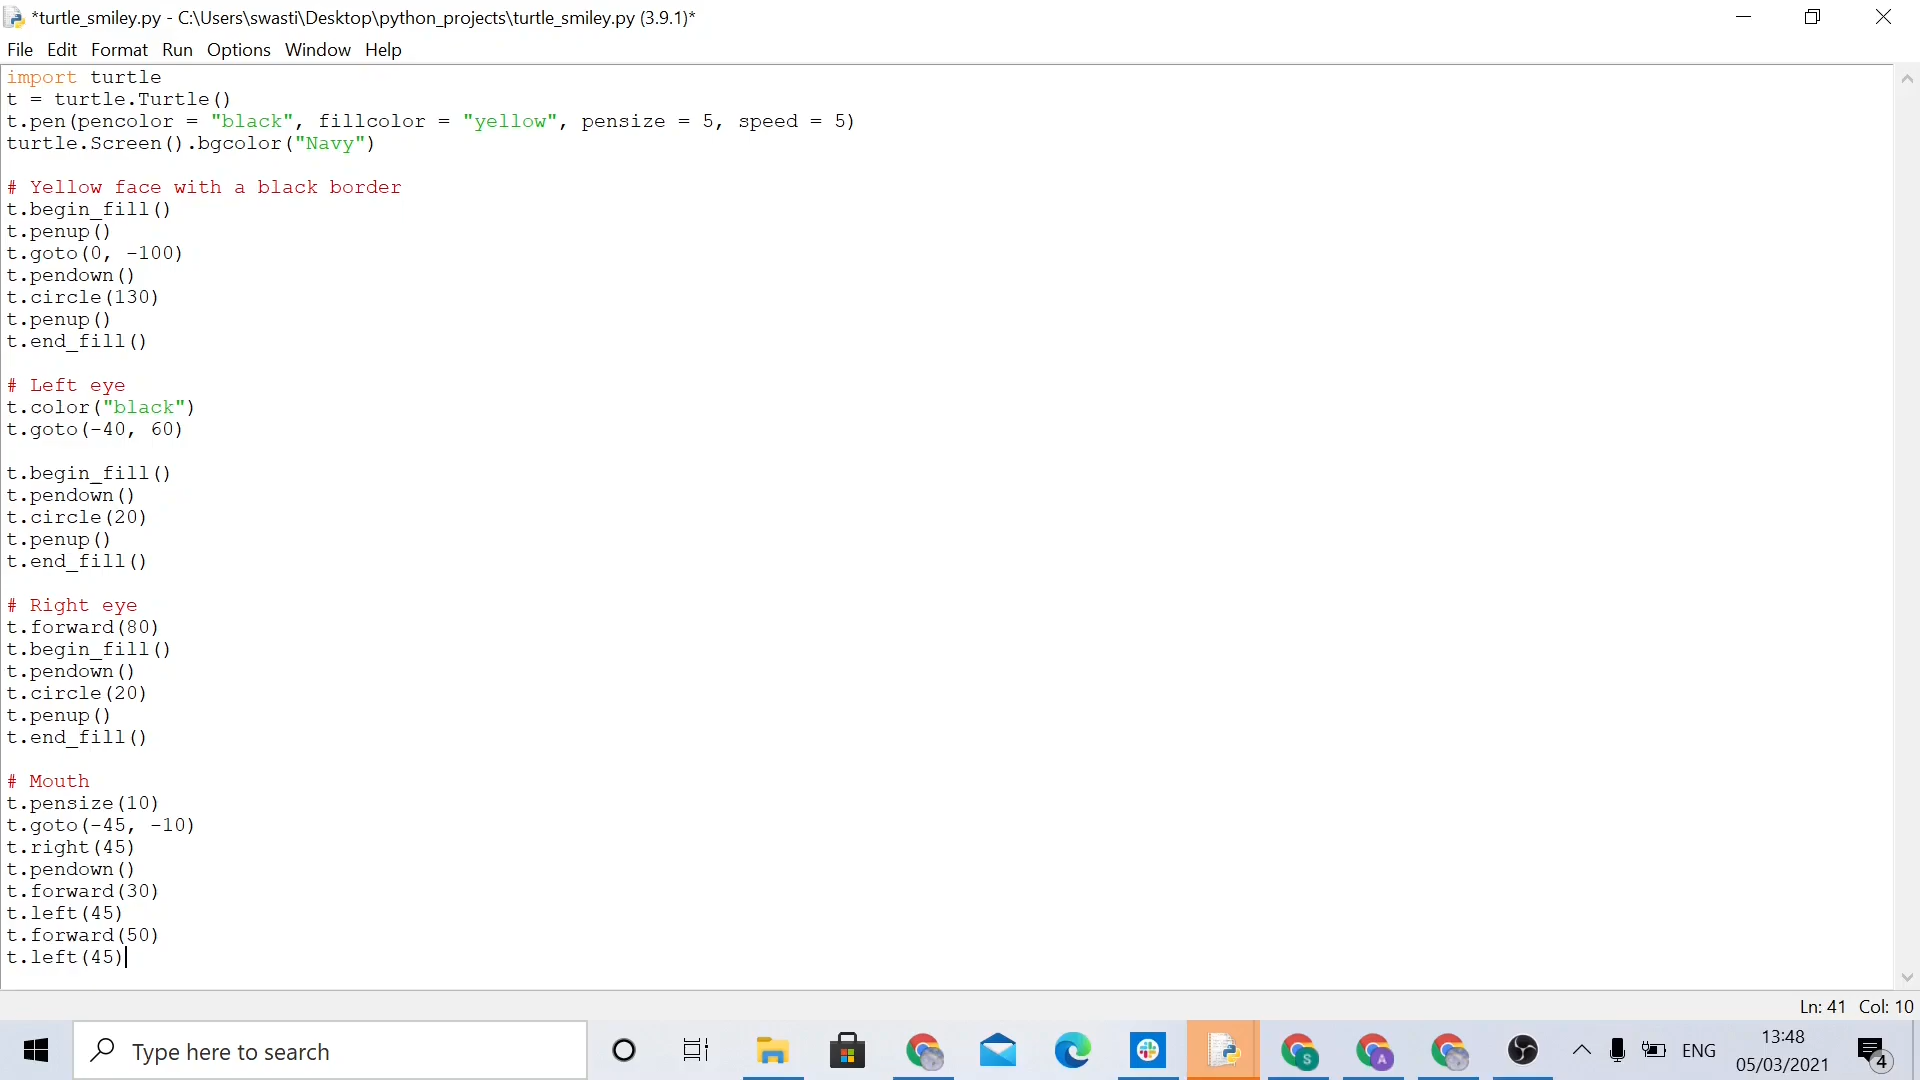 *turtle_smiley.py - C:\Users\swasti\Desktop\python_projects\turtle_smiley.py (3.9.1)*
File Edit Format Run Options Window Help
import turtle
t = turtle.Turtle()
t.pen(pencolor = "black", fillcolor = "yellow", pensize = 5, speed = 5)
turtle.Screen().bgcolor("Navy")
# Yellow face with a black border
t.begin_fill()
t.penup()
t.goto(0, -100)
t.pendown()
t.circle(130)
t.penup()
t.end_fill()
# Left eye
t.color("black")
t.goto(-40, 60)
t.begin_fill()
t.pendown()
t.circle(20)
t.penup()
t.end_fill()
# Right eye
t.forward(80)
t.begin_fill()
t.pendown()
t.circle(20)
t.penup()
t.end_fill()
# Mouth
t.pensize(10)
t.goto(-45, -10)
t.right(45)
t.pendown()
t.forward(30)
t.left(45)
t.forward(50)
t.left(45)
Ln: 41 Col: 10
Type here to search
S
A
ENG
13:48
05/03/2021
4